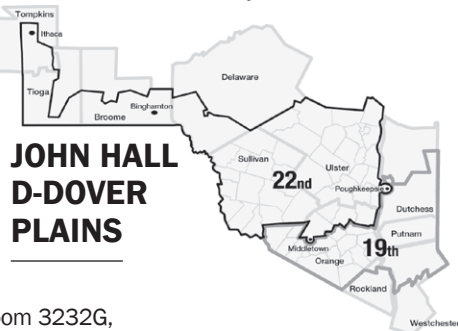 Tompkins
Ithaca
Delaware
Tioga
Binghamton
Broome
JOHN HALL
D-DOVER
PLAINS
Sullivan
Ulster
22nd
Poughkeepsie
Dutchess
Putnam
Middletown
19th
Orange
Rockland
Westchester
om 3232G,